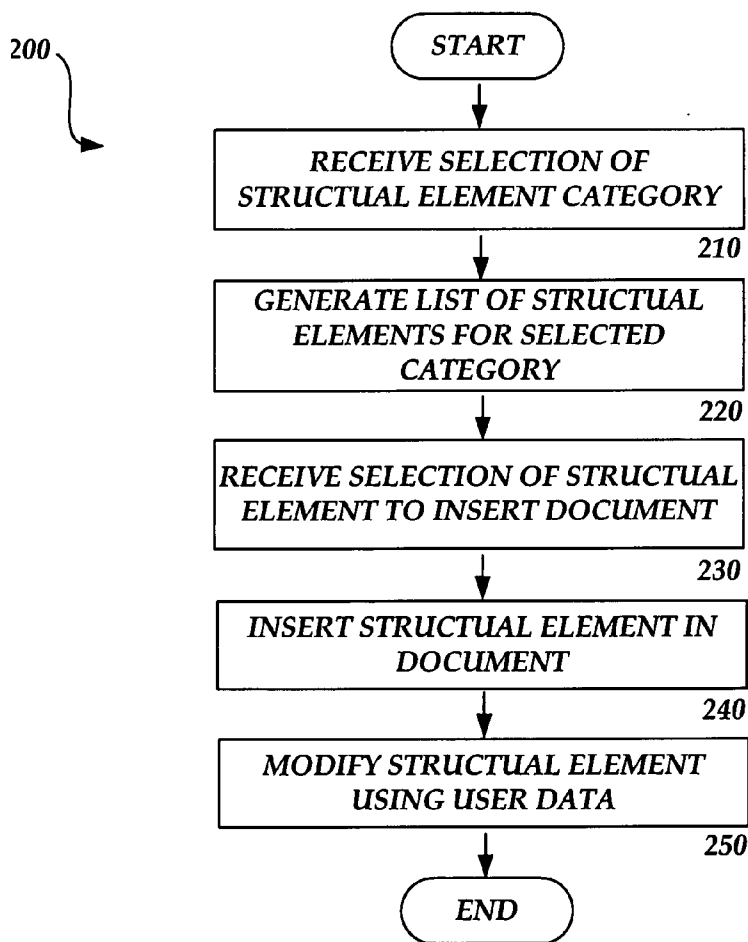 200
START
RECEIVE SELECTION OF
STRUCTUAL ELEMENT CATEGORY
210
GENERATE LIST OF STRUCTUAL
ELEMENTS FOR SELECTED
CATEGORY
220
RECEIVE SELECTION OF STRUCTUAL
ELEMENT TO INSERT DOCUMENT
230
INSERT STRUCTUAL ELEMENT IN
DOCUMENT
240
MODIFY STRUCTUAL ELEMENT
USING USER DATA
250
END